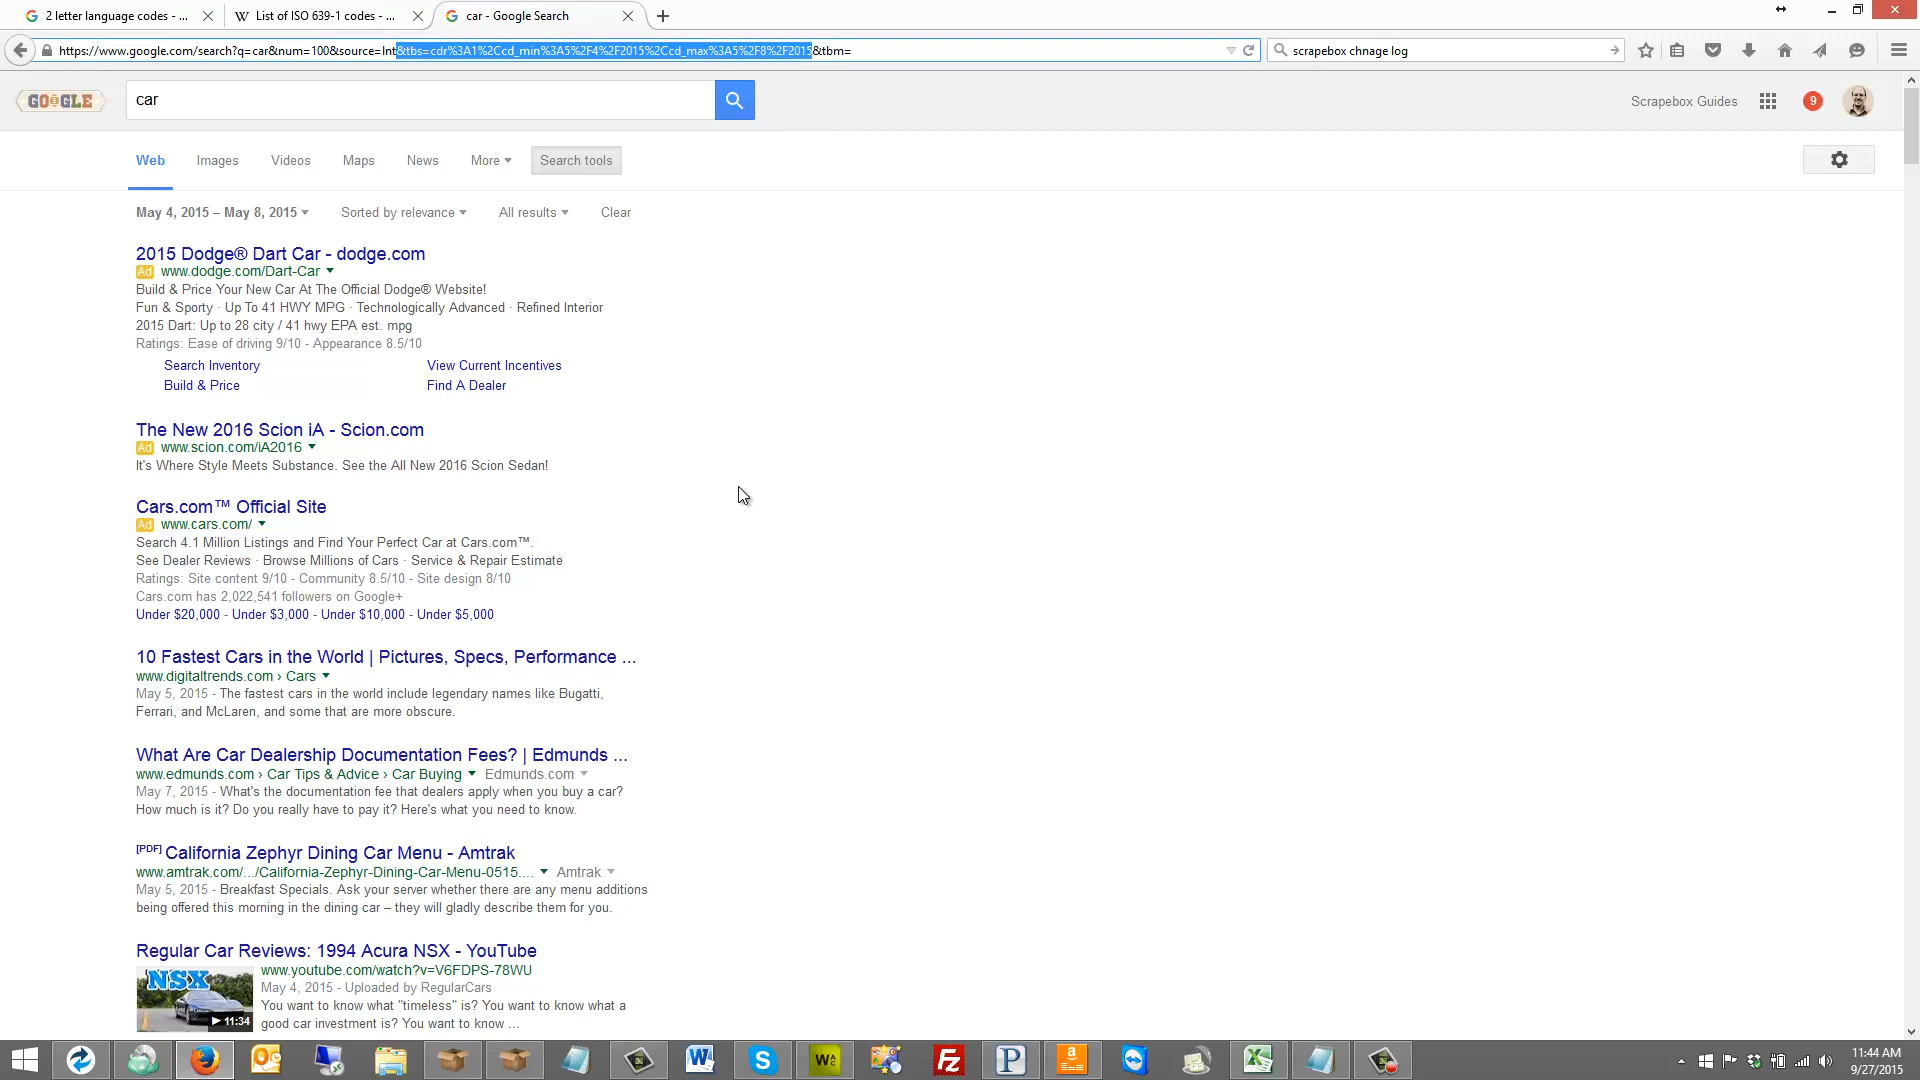 2 letter language codes - ...
List of ISO 639-1 codes - ...
car - Google Search
https://www.google.com/search?q=car&num=100&source=lnt&tbs=cdr%3A1%2Ccd_min%3A5%2F4%2F2015%2Ccd_max%3A5%2F8%2F2015&tbm=
scrapebox chnage log
GOOGLE
car
Scrapebox Guides
9
Web
Images
Videos
Maps
News
More
Search tools
May 4, 2015 – May 8, 2015
Sorted by relevance
All results
Clear
2015 Dodge® Dart Car - dodge.com
Ad www.dodge.com/Dart-Car
Build & Price Your New Car At The Official Dodge® Website!
Fun & Sporty · Up To 41 HWY MPG · Technologically Advanced · Refined Interior
2015 Dart: Up to 28 city / 41 hwy EPA est. mpg
Ratings: Ease of driving 9/10 - Appearance 8.5/10
Search Inventory
View Current Incentives
Build & Price
Find A Dealer
The New 2016 Scion iA - Scion.com
Ad www.scion.com/iA2016
It's Where Style Meets Substance. See the All New 2016 Scion Sedan!
Cars.com™ Official Site
Ad www.cars.com/
Search 4.1 Million Listings and Find Your Perfect Car at Cars.com™.
See Dealer Reviews · Browse Millions of Cars · Service & Repair Estimate
Ratings: Site content 9/10 - Community 8.5/10 - Site design 8/10
Cars.com has 2,022,541 followers on Google+
Under $20,000 - Under $3,000 - Under $10,000 - Under $5,000
10 Fastest Cars in the World | Pictures, Specs, Performance ...
www.digitaltrends.com › Cars
May 5, 2015 - The fastest cars in the world include legendary names like Bugatti,
Ferrari, and McLaren, and some that are more obscure.
What Are Car Dealership Documentation Fees? | Edmunds ...
www.edmunds.com › Car Tips & Advice › Car Buying Edmunds.com
May 7, 2015 - What's the documentation fee that dealers apply when you buy a car?
How much is it? Do you really have to pay it? Here's what you need to know.
[PDF] California Zephyr Dining Car Menu - Amtrak
www.amtrak.com/.../California-Zephyr-Dining-Car-Menu-0515.... Amtrak
May 5, 2015 - Breakfast Specials. Ask your server whether there are any menu additions
being offered this morning in the dining car – they will gladly describe them for you.
Regular Car Reviews: 1994 Acura NSX - YouTube
NSX
11:34
www.youtube.com/watch?v=V6FDPS-78WU
May 4, 2015 - Uploaded by RegularCars
You want to know what "timeless" is? You want to know what a
good car investment is? You want to know ...
11:44 AM
9/27/2015